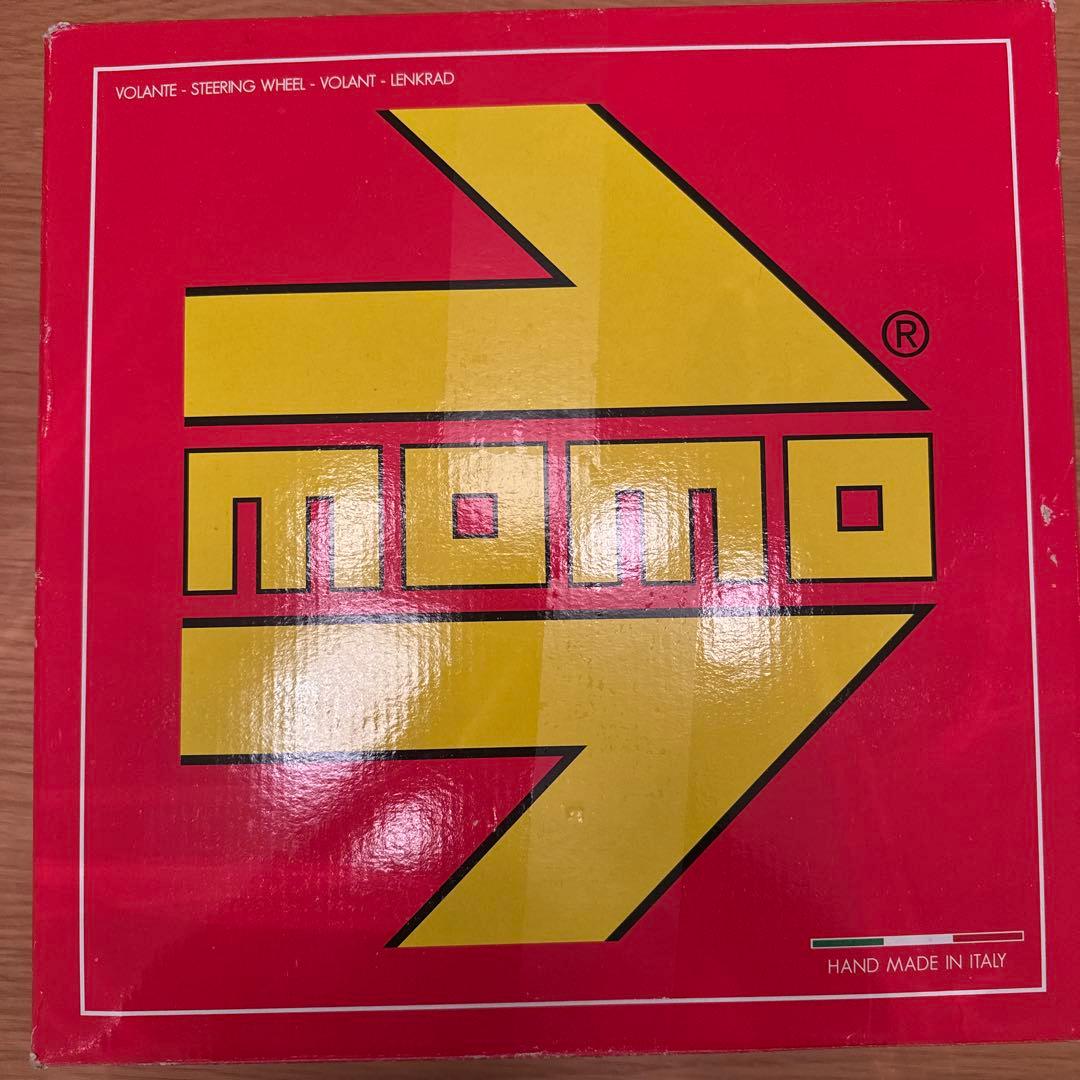 VOLANTE - STEERING WHEEL - VOLANT - LENKRAD
®
momo
HAND MADE IN ITALY